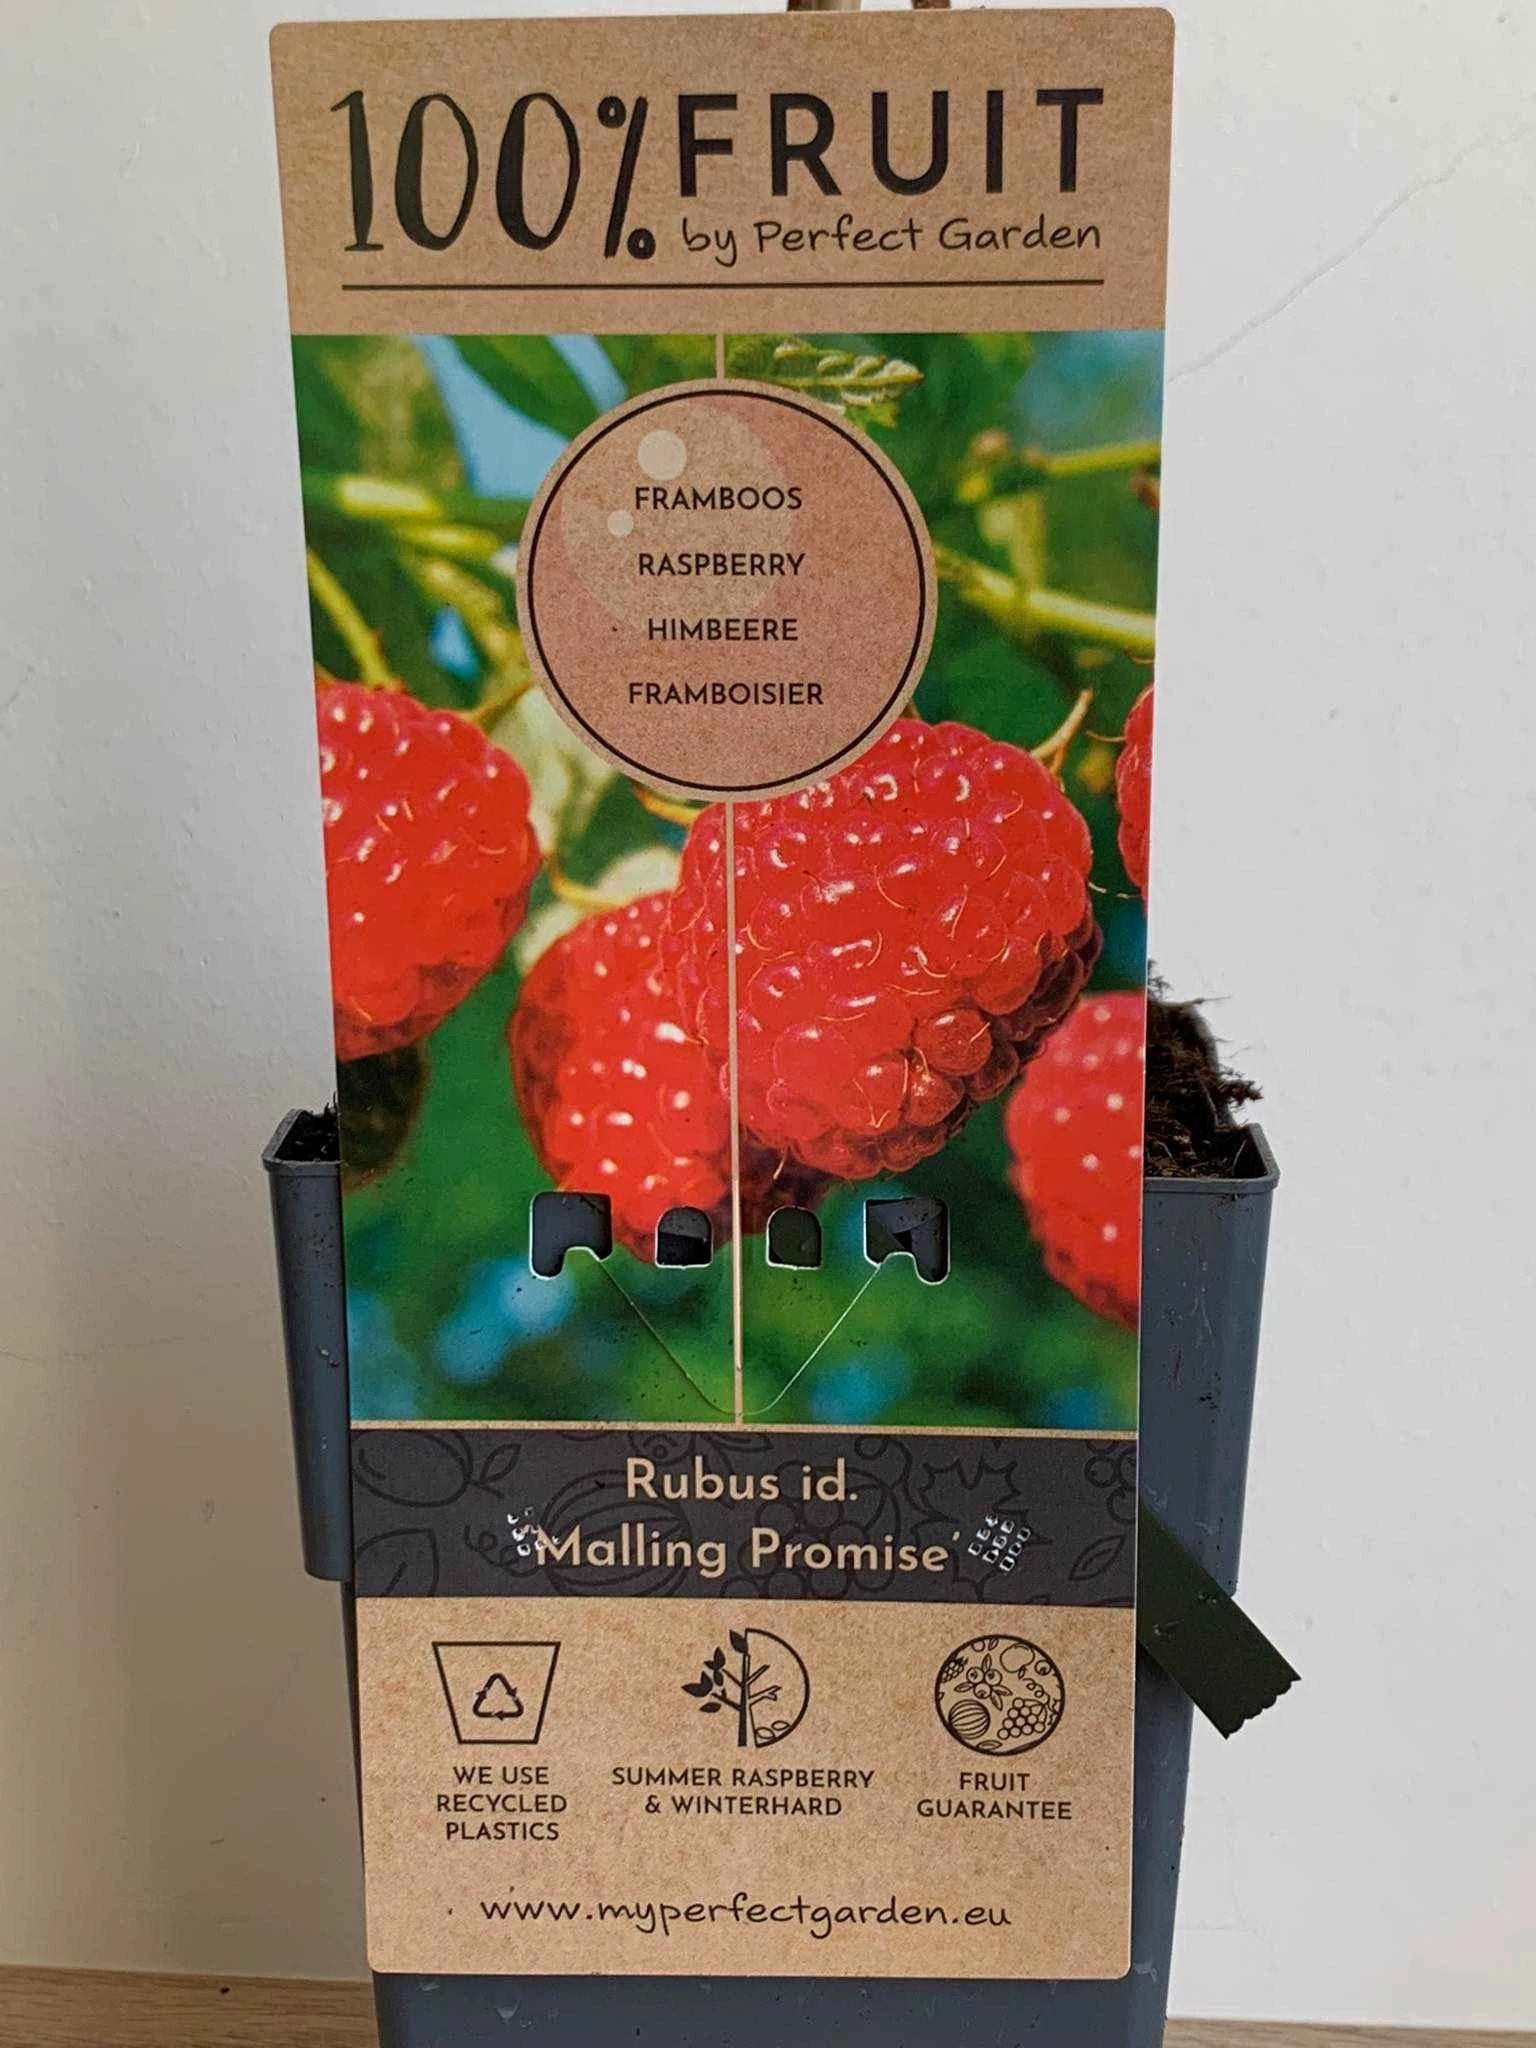 100% FRUIT
by Perfect Garden
FRAMBOOS
RASPBERRY
HIMBEERE
FRAMBOISIER
Rubus id.
'Malling Promise'
WE USE
RECYCLED
PLASTICS
SUMMER RASPBERRY
& WINTERHARD
FRUIT
GUARANTEE
www.myperfectgarden.eu